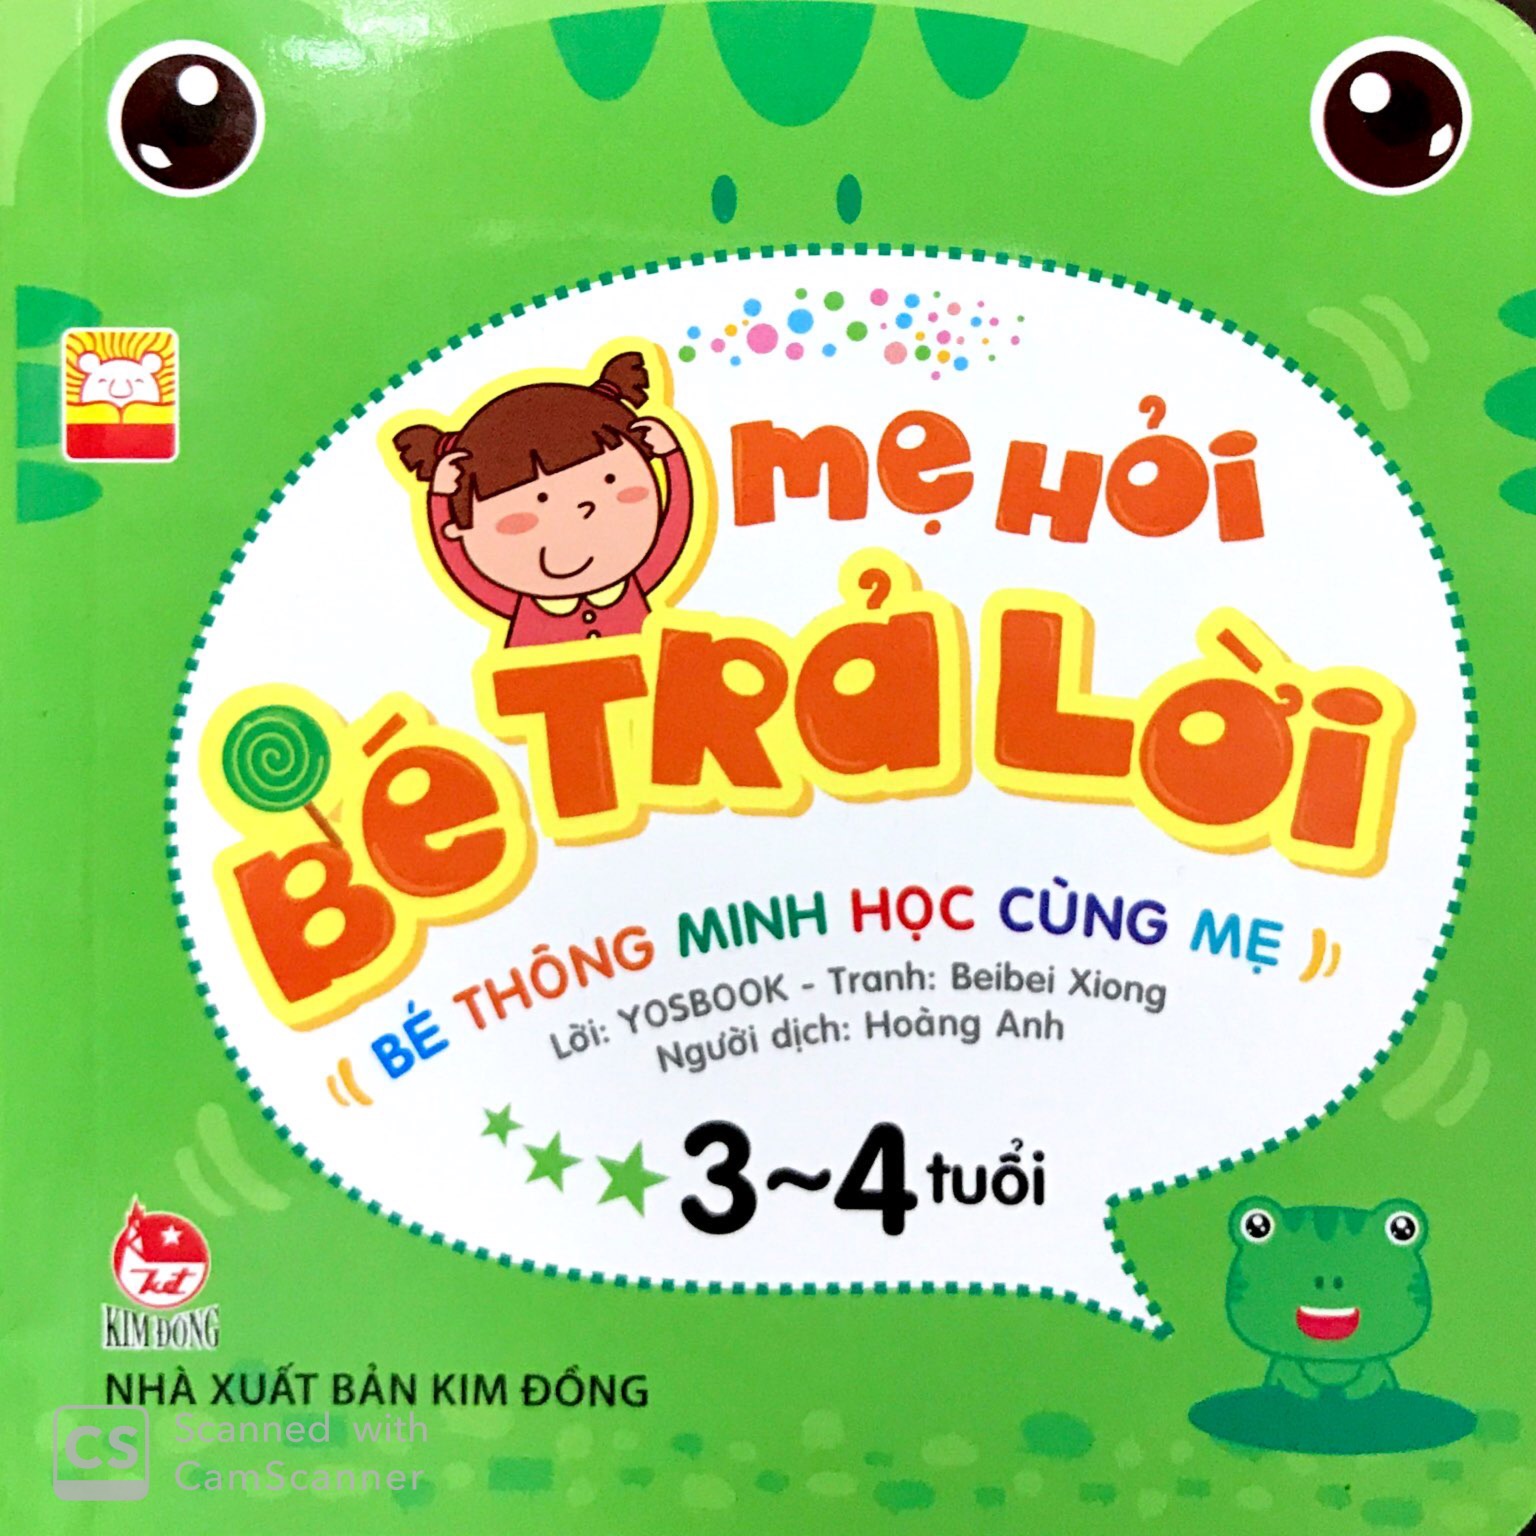 MẸ HỎI
BÉ TRẢ LỜI
BÉ THÔNG MINH HỌC CÙNG MẸ
Lời: YOSBOOK - Tranh: Beibei Xiong
Người dịch: Hoàng Anh
3~4 tuổi
KIM ĐỒNG
NHÀ XUẤT BẢN KIM ĐỒNG
CS Scanned with
CamScanner